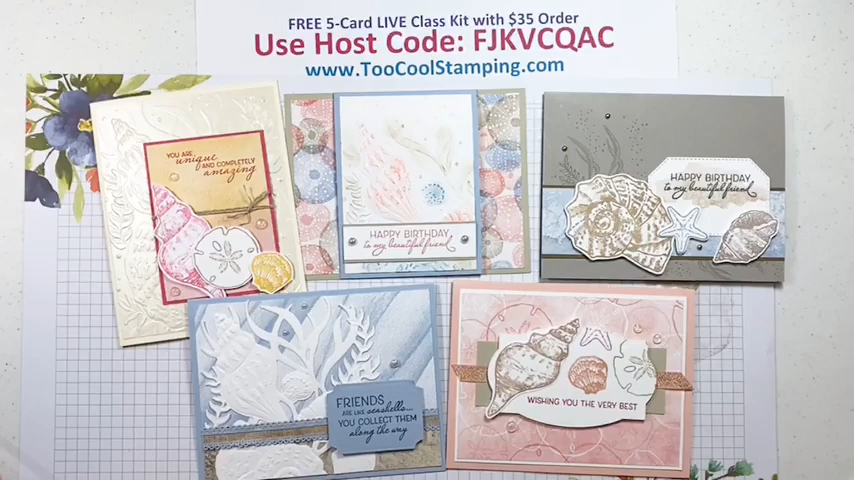 FREE 5-Card LIVE Class Kit with $35 Order
Use Host Code: FJKVCQAC
www.TooCoolStamping.com
YOU ARE
unique
AND COMPLETELY
amazing
HAPPY BIRTHDAY
to my beautiful friend
HAPPY BIRTHDAY
to my beautiful friend
FRIENDS
ARE LIKE seashells...
YOU COLLECT THEM
along the way
WISHING YOU THE VERY BEST